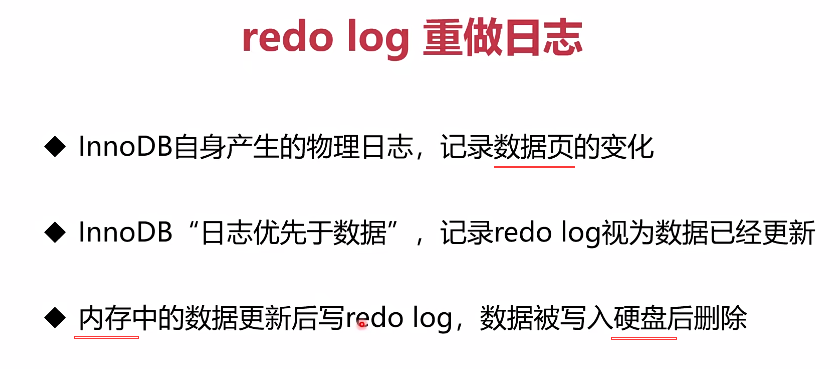 redo log 重做日志
◆ InnoDB自身产生的物理日志，记录数据页的变化
◆ InnoDB“日志优先于数据”，记录redo log视为数据已经更新
◆ 内存中的数据更新后写redo log，数据被写入硬盘后删除